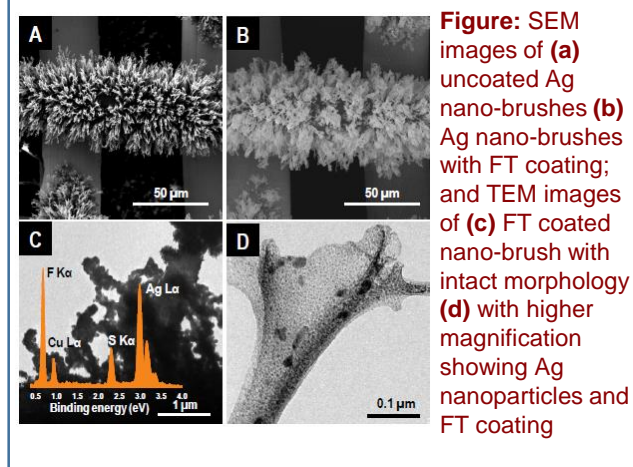 A
50 µm
B
50 µm
C
F Kα
Cu Lα
S Kα
Ag Lα
0.5 1.0 1.5 2.0 2.5 3.0 3.5 4.0
Binding energy (eV)
1 µm
D
0.1 µm
Figure: SEM
images of (a)
uncoated Ag
nano-brushes (b)
Ag nano-brushes
with FT coating;
and TEM images
of (c) FT coated
nano-brush with
intact morphology
(d) with higher
magnification
showing Ag
nanoparticles and
FT coating